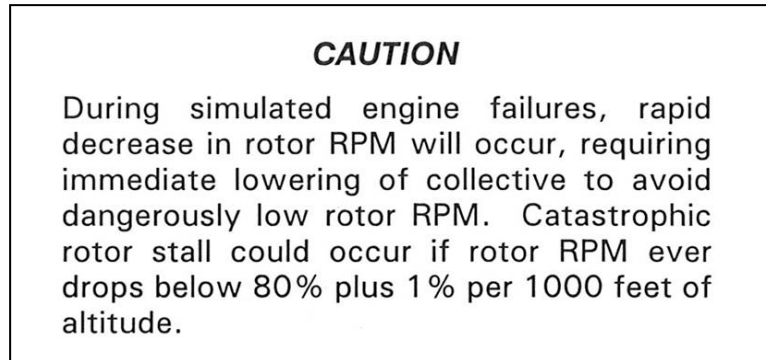 CAUTION
During simulated engine failures, rapid
decrease in rotor RPM will occur, requiring
immediate lowering of collective to avoid
dangerously low rotor RPM. Catastrophic
rotor stall could occur if rotor RPM ever
drops below 80% plus 1% per 1000 feet of
altitude.